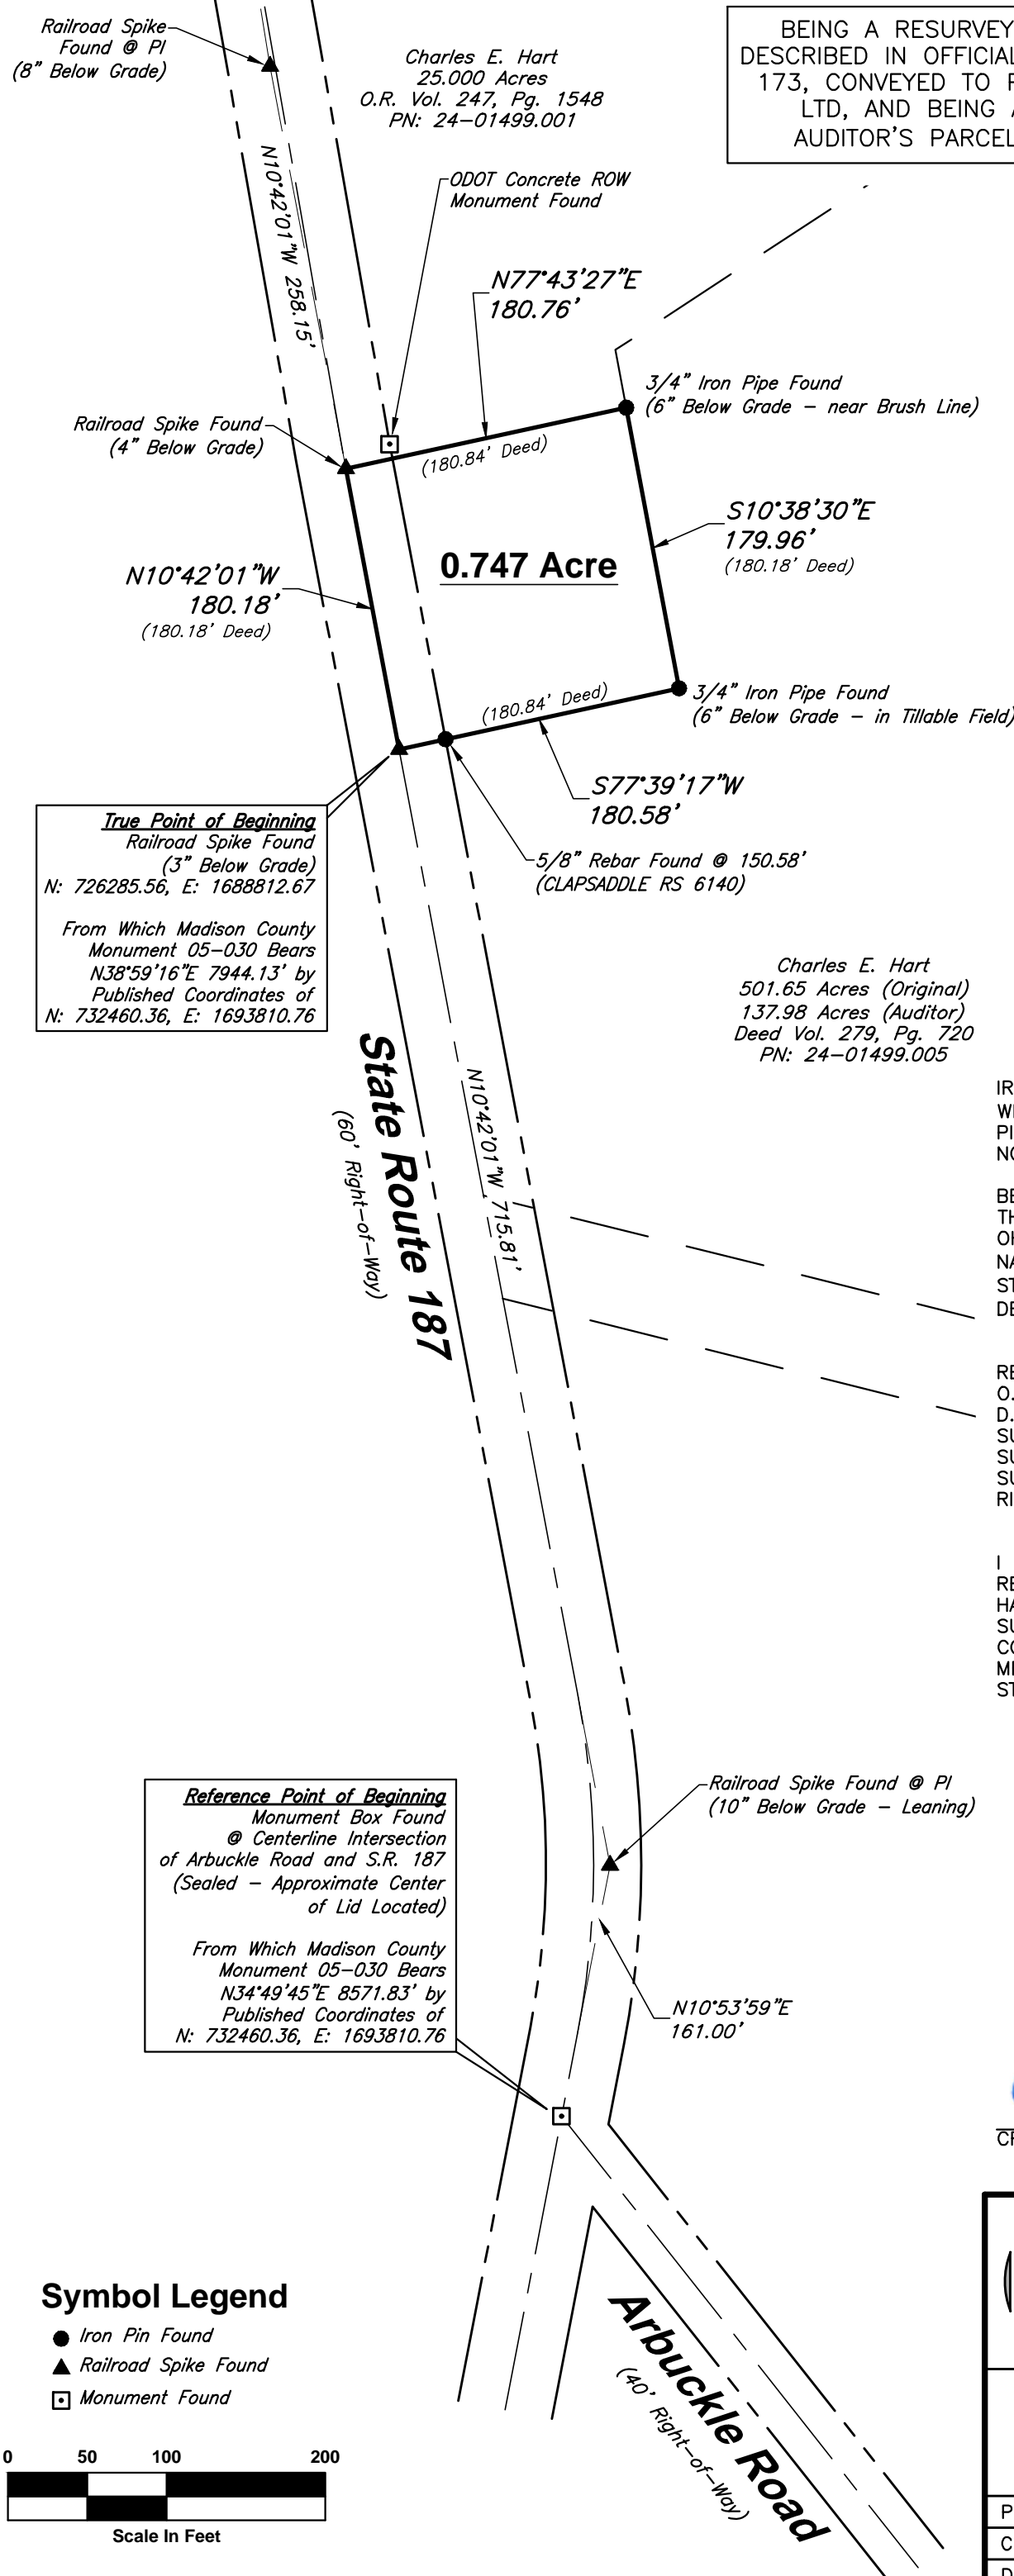 Railroad Spike
Found @ PI
(8" Below Grade)
Charles E. Hart
25.000 Acres
O.R. Vol. 247, Pg. 1548
PN: 24-01499.001
BEING A RESURVEY
DESCRIBED IN OFFICIAL
173, CONVEYED TO
LTD, AND BEING
AUDITOR'S PARCEL
N10°42'01"W 258.15'
ODOT Concrete ROW
Monument Found
N77°43'27"E
180.76'
(180.84' Deed)
3/4" Iron Pipe Found
(6" Below Grade - near Brush Line)
Railroad Spike Found
(4" Below Grade)
S10°38'30"E
179.96'
(180.18' Deed)
0.747 Acre
N10°42'01"W
180.18'
(180.18' Deed)
3/4" Iron Pipe Found
(6" Below Grade - in Tillable Field)
(180.84' Deed)
S77°39'17"W
180.58'
5/8" Rebar Found @ 150.58'
(CLAPSADDLE RS 6140)
True Point of Beginning
Railroad Spike Found
(3" Below Grade)
N: 726285.56, E: 1688812.67
From Which Madison County
Monument 05-030 Bears
N38°59'16"E 7944.13' by
Published Coordinates of
N: 732460.36, E: 1693810.76
Charles E. Hart
501.65 Acres (Original)
137.98 Acres (Auditor)
Deed Vol. 279, Pg. 720
PN: 24-01499.005
State Route 187
(60' Right-of-Way)
N10°42'01"W 715.81'
Railroad Spike Found @ PI
(10" Below Grade - Leaning)
Reference Point of Beginning
Monument Box Found
@ Centerline Intersection
of Arbuckle Road and S.R. 187
(Sealed - Approximate Center
of Lid Located)
From Which Madison County
Monument 05-030 Bears
N34°49'45"E 8571.83' by
Published Coordinates of
N: 732460.36, E: 1693810.76
N10°53'59"E
161.00'
Arbuckle Road
(40' Right-of-Way)
Symbol Legend
Iron Pin Found
Railroad Spike Found
Monument Found
0 50 100 200
Scale In Feet